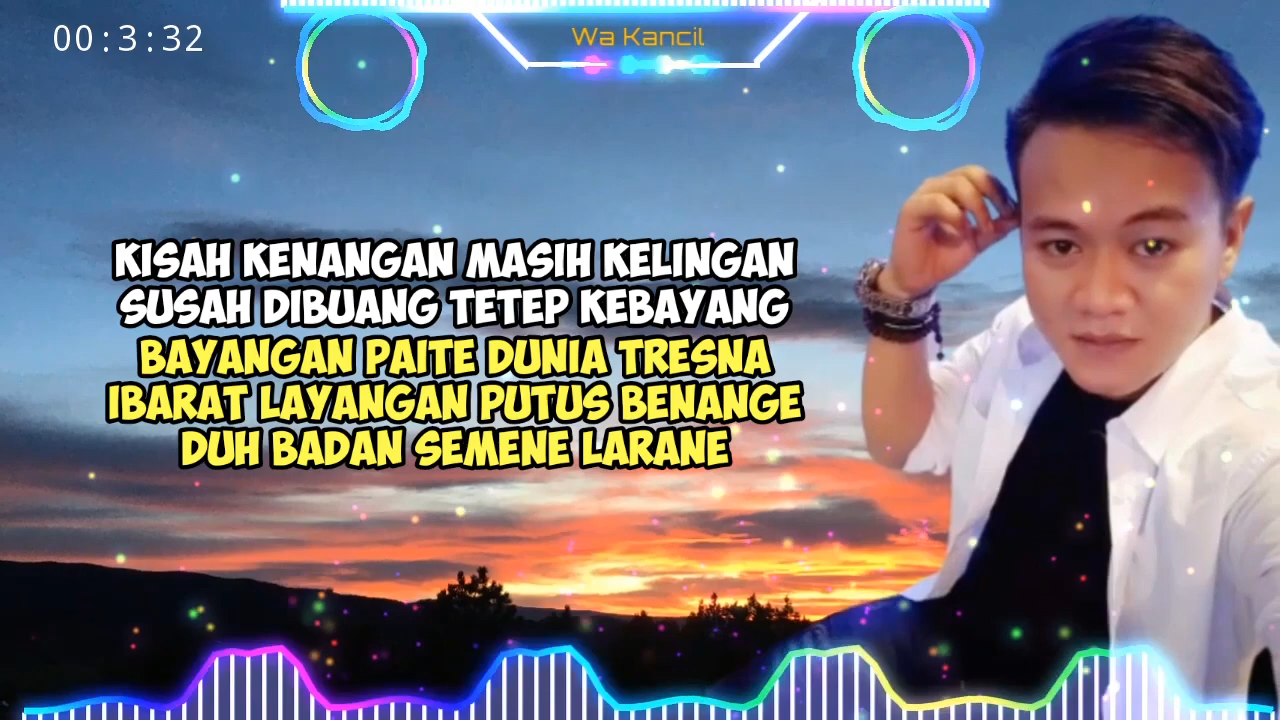 00:3:32
Wa Kancil
KISAH KENANGAN MASIH KELINGAN
SUSAH DIBUANG TETEP KEBAYANG
BAYANGAN PAITE DUNIA TRESNA
IBARAT LAYANGAN PUTUS BENANGE
DUH BADAN SEMENE LARANE